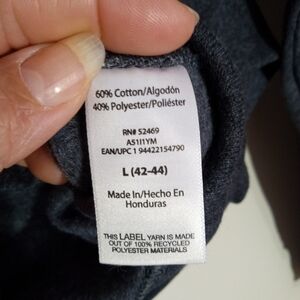 60% Cotton/Algodón
40% Polyester/Poliéster
RN# 52469
A5111YM
EAN/UPC 1 94422154790
L (42-44)
Made In/Hecho En
Honduras
THIS LABEL YARN IS MADE
OUT OF 100% RECYCLED
POLYESTER MATERIALS